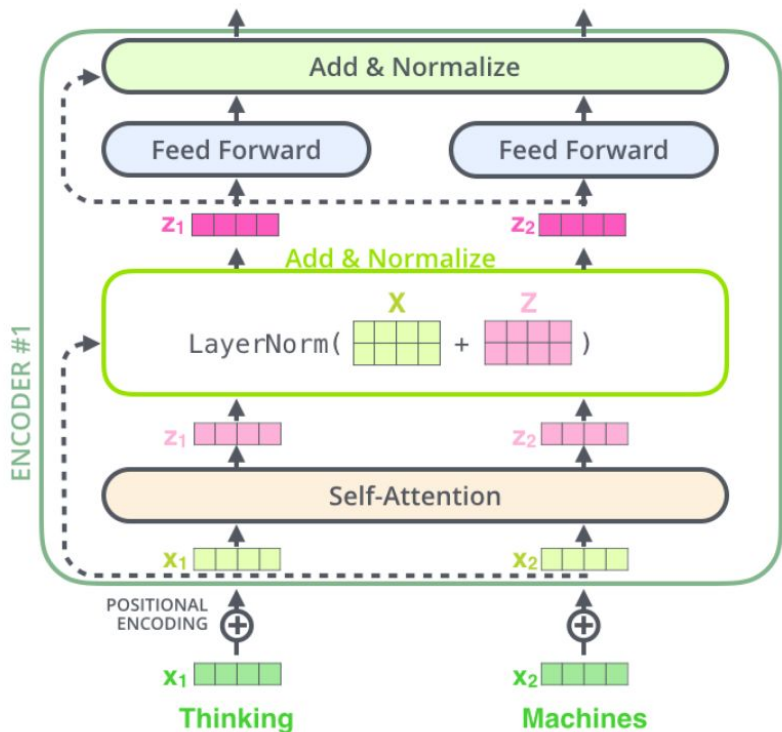 Add & Normalize
Feed Forward
Feed Forward
z1
z2
Add & Normalize
X
Z
LayerNorm(
+
)
ENCODER #1
z1
z2
Self-Attention
x1
x2
POSITIONAL
ENCODING
x1
x2
Thinking
Machines